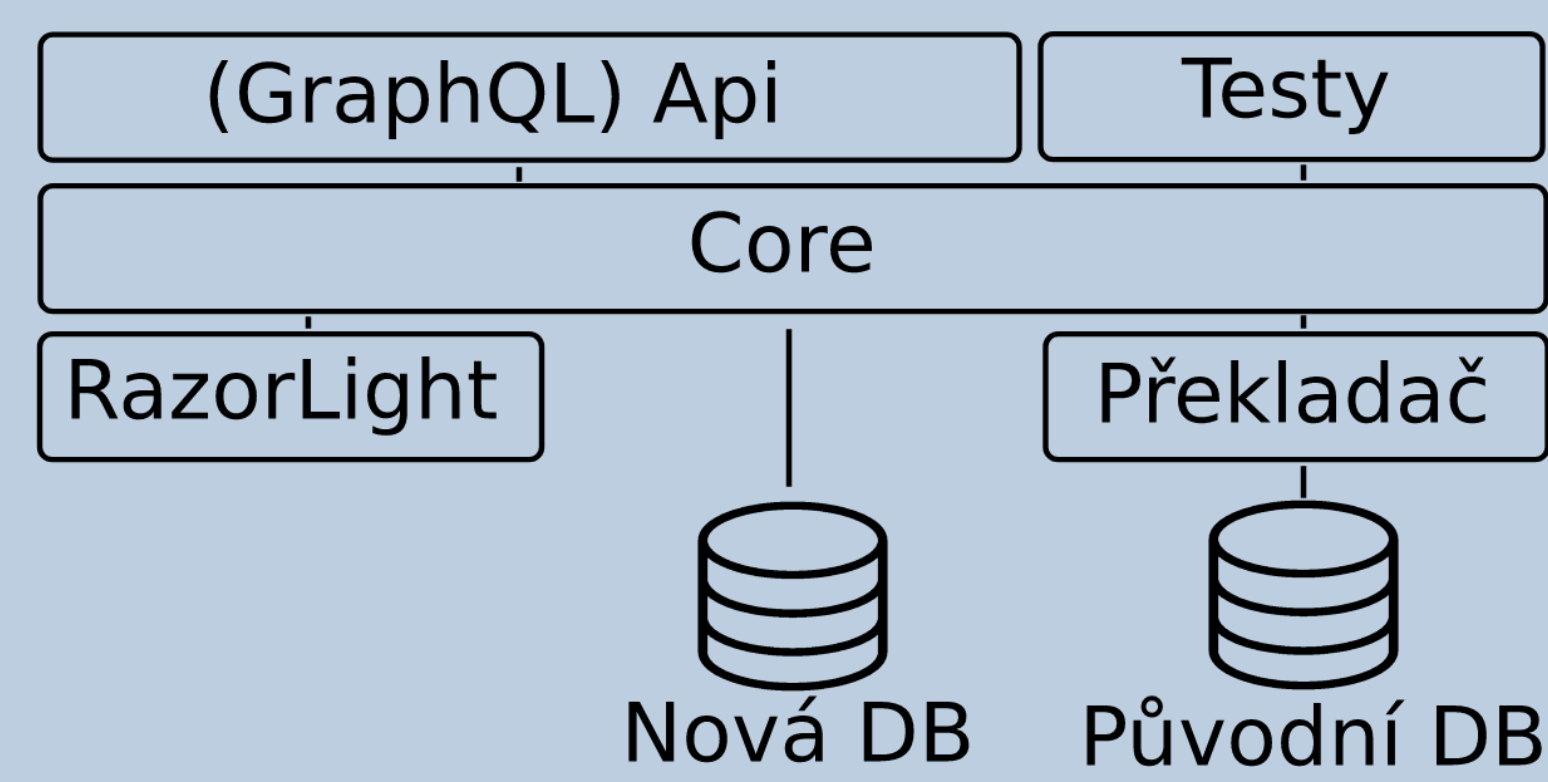 (GraphQL) Api
Testy
Core
RazorLight
Překladač
Nová DB
Původní DB